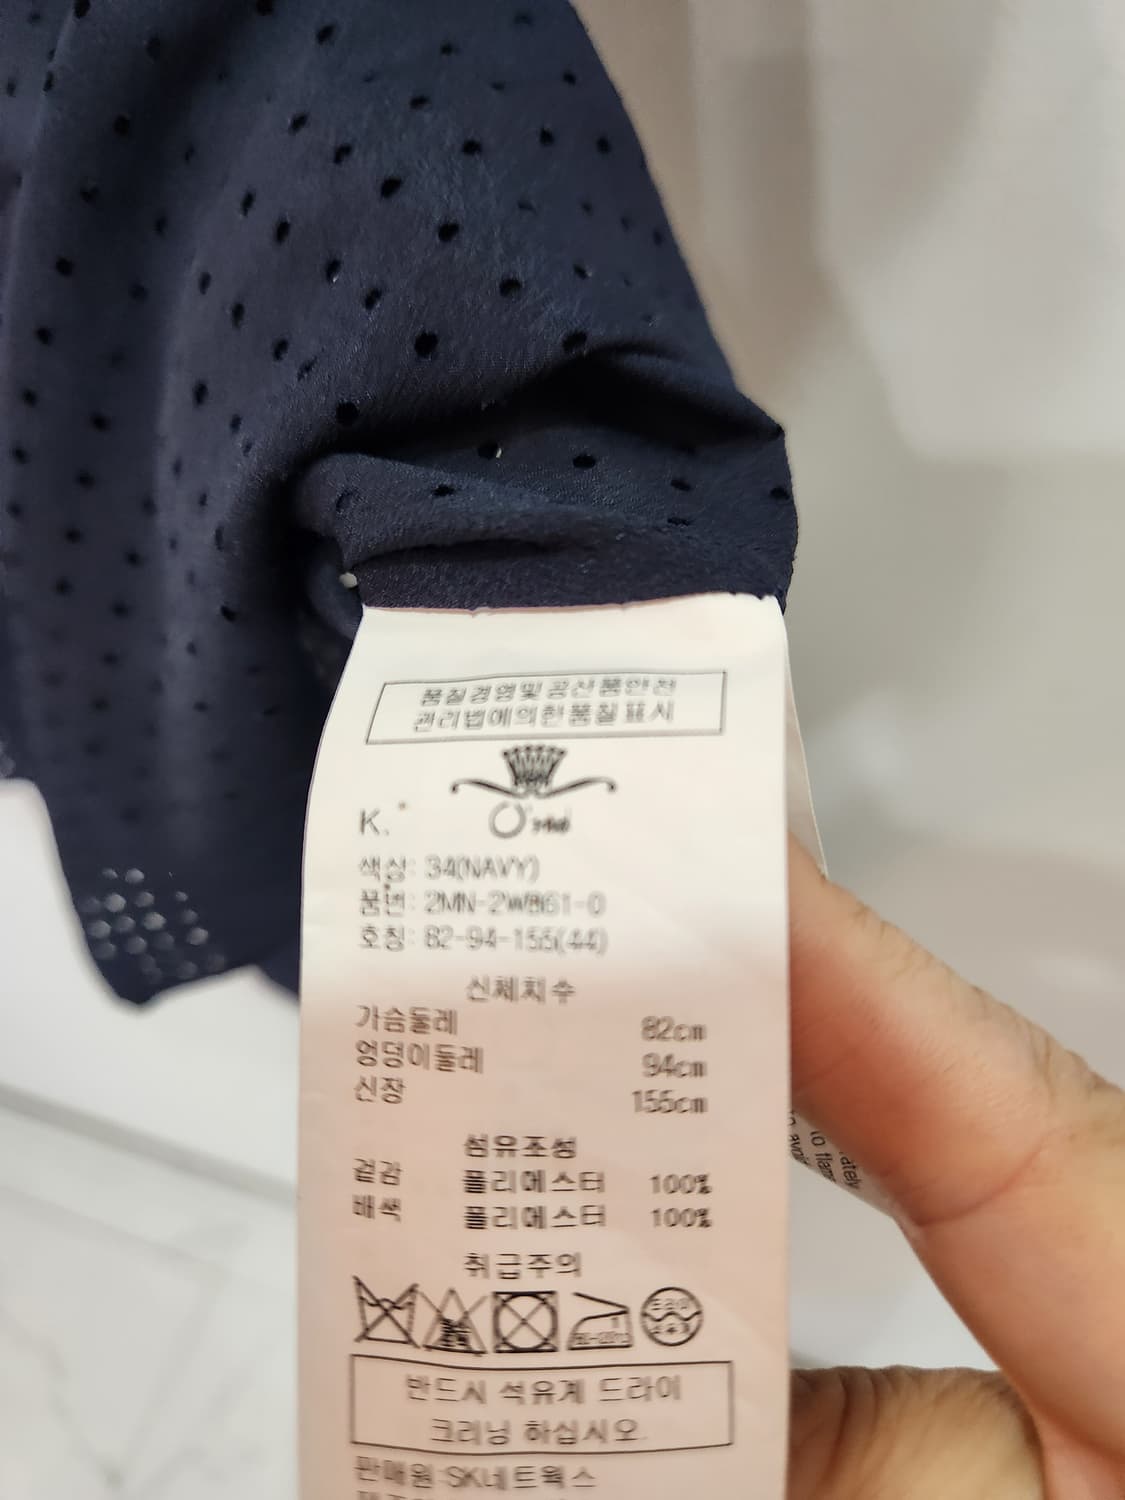 품질경영및공산품안전
관리법에의한품질표시
K.
색상: 34(NAVY)
품번: 2MN-2WB61-0
호칭: 82-94-155(44)
신체치수
가슴둘레 82cm
엉덩이둘레 94cm
신장 155cm
섬유조성
겉감 폴리에스터 100%
배색 폴리에스터 100%
취급주의
반드시 석유계 드라이
크리닝 하십시오.
판매원:SK네트웍스
ately
to flame